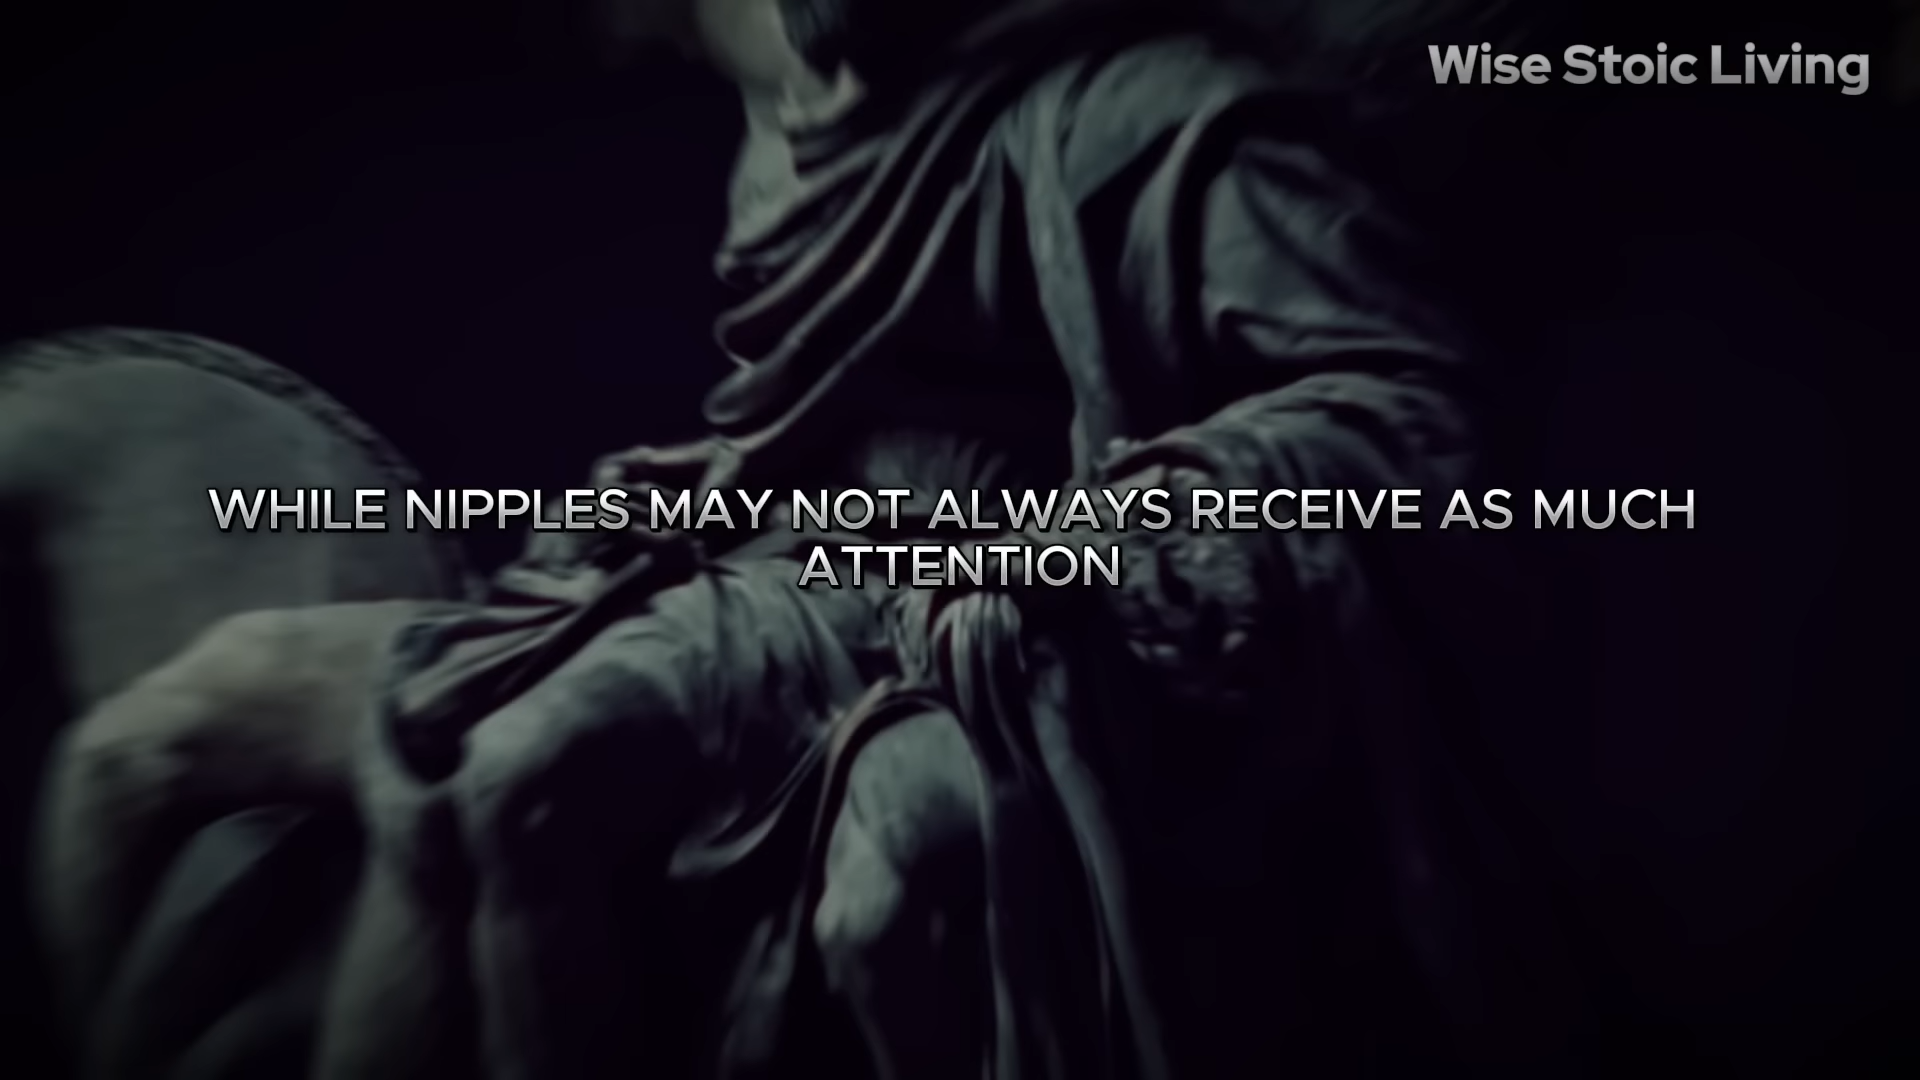 Wise Stoic Living
WHILE NIPPLES MAY NOT ALWAYS RECEIVE AS MUCH
ATTENTION